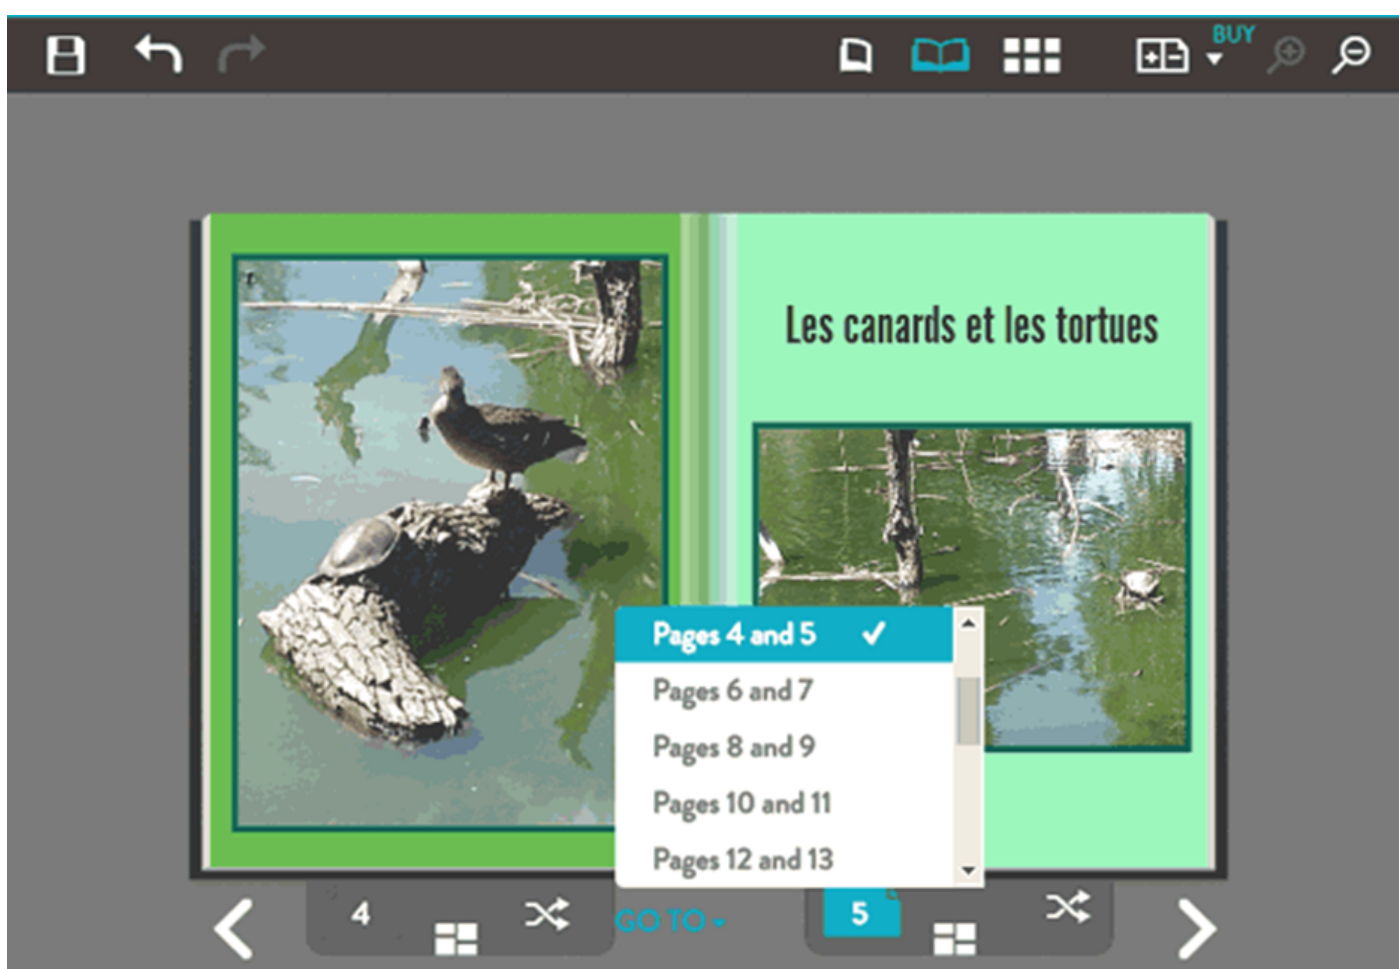 BUY
Les canards et les tortues
Pages 4 and 5
Pages 6 and 7
Pages 8 and 9
Pages 10 and 11
Pages 12 and 13
4
GO TO
5